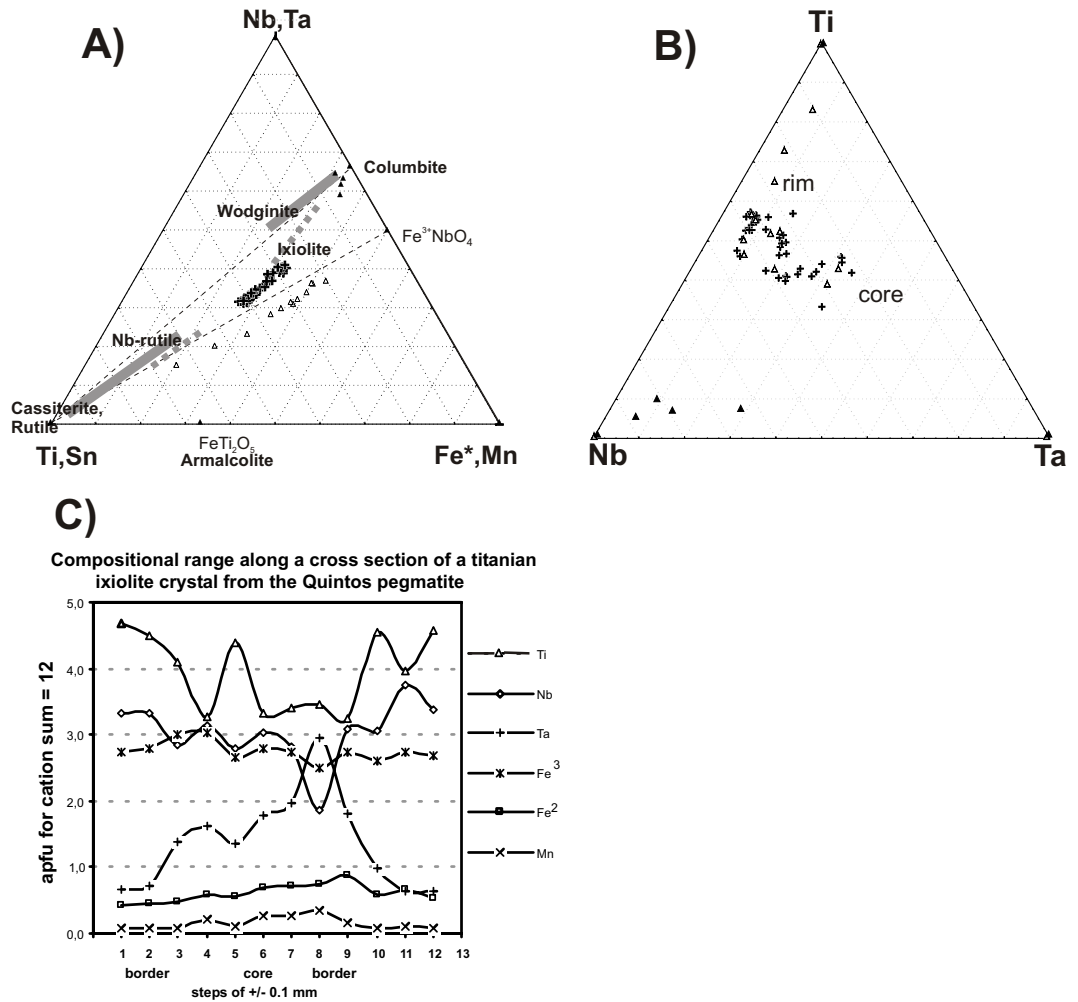 A)
Nb,Ta
Columbite
Wodginite
Fe³⁺NbO₄
Ixiolite
Nb-rutile
Cassiterite,
Rutile
Ti,Sn
FeTi₂O₅
Armalcolite
Fe*,Mn
B)
Ti
rim
core
Nb
Ta
C)
Compositional range along a cross section of a titanian
ixiolite crystal from the Quintos pegmatite
apfu for cation sum = 12
5,0
4,0
3,0
2,0
1,0
0,0
1 2 3 4 5 6 7 8 9 10 11 12 13
border core border
steps of +/- 0.1 mm
Ti
Nb
Ta
Fe³
Fe²
Mn